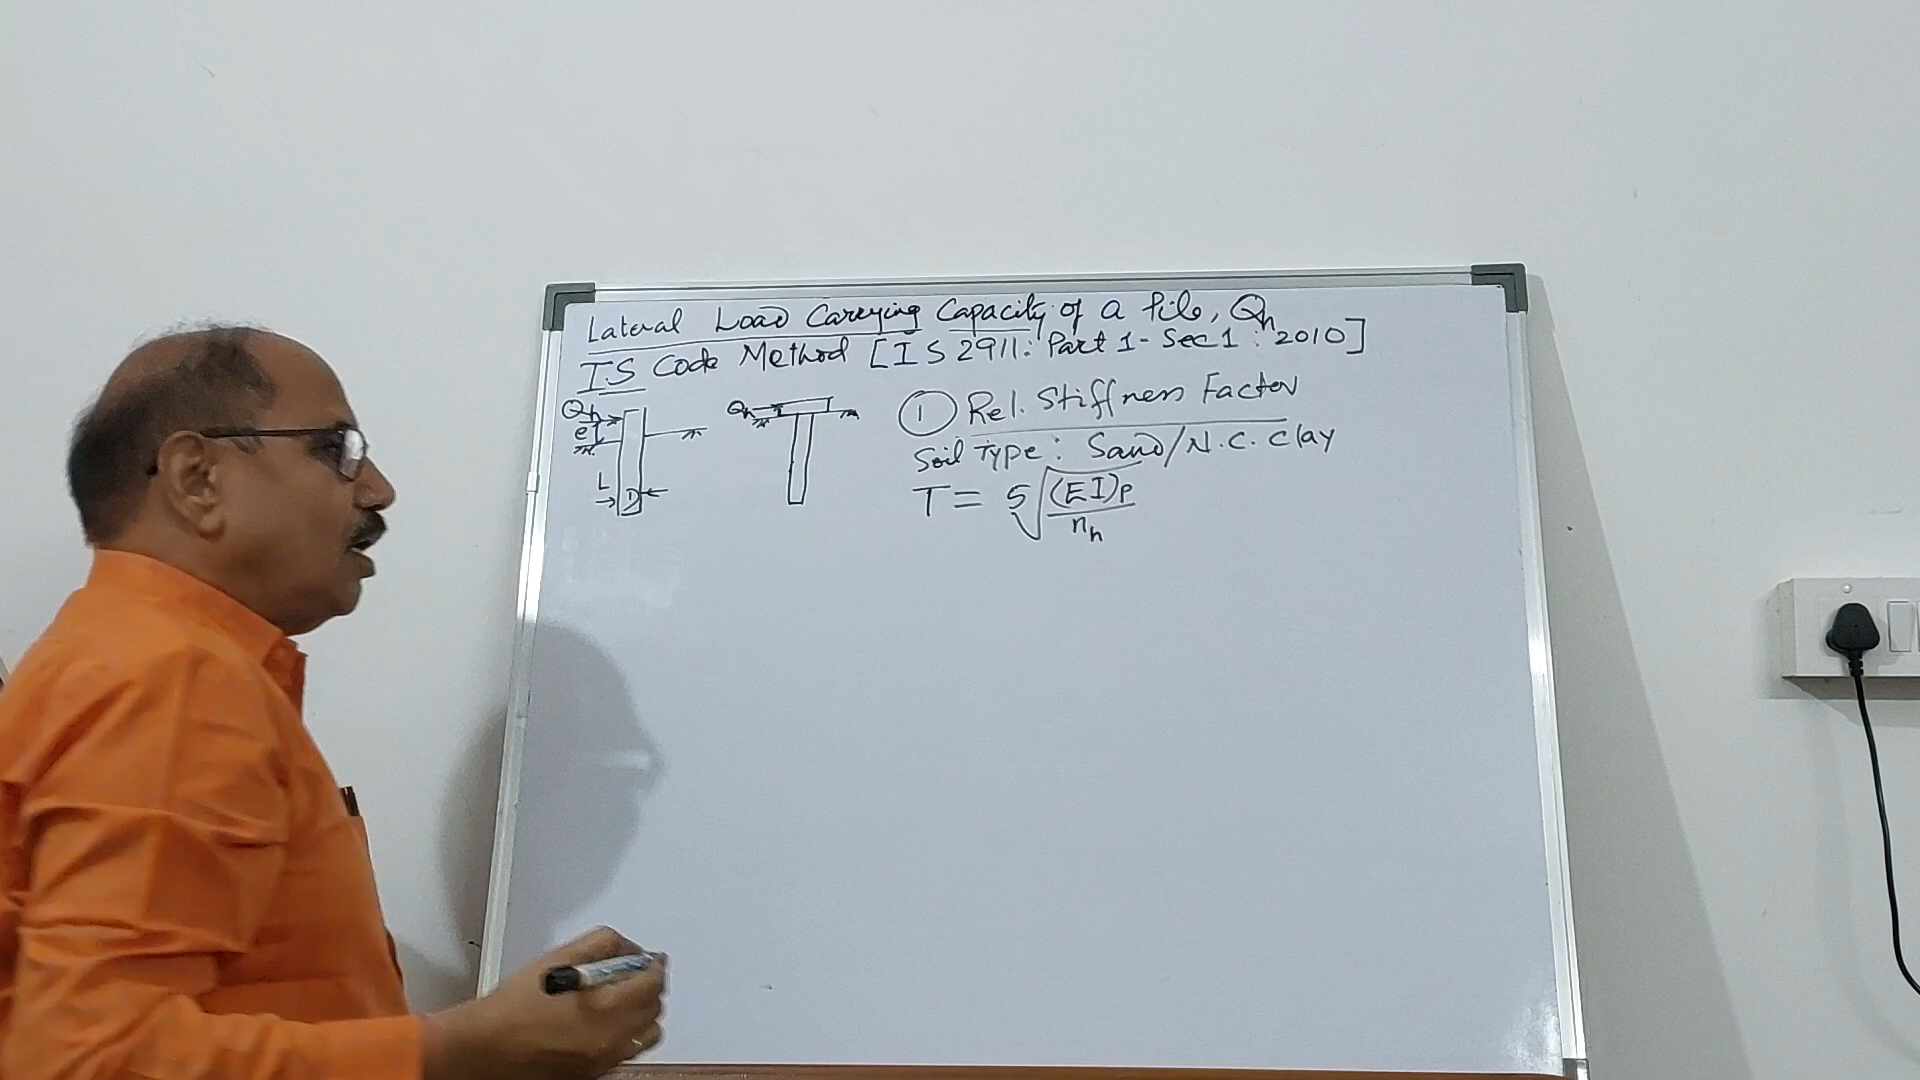 Lateral Load Carrying Capacity of a Pile, Qh
IS Code Method [IS 2911: Part 1- Sec 1 : 2010]
Qh
e
L
D
Qh
① Rel. Stiffness Factor
Soil Type : Sand/N.C. Clay
T = ⁵√((EI)p / nh)